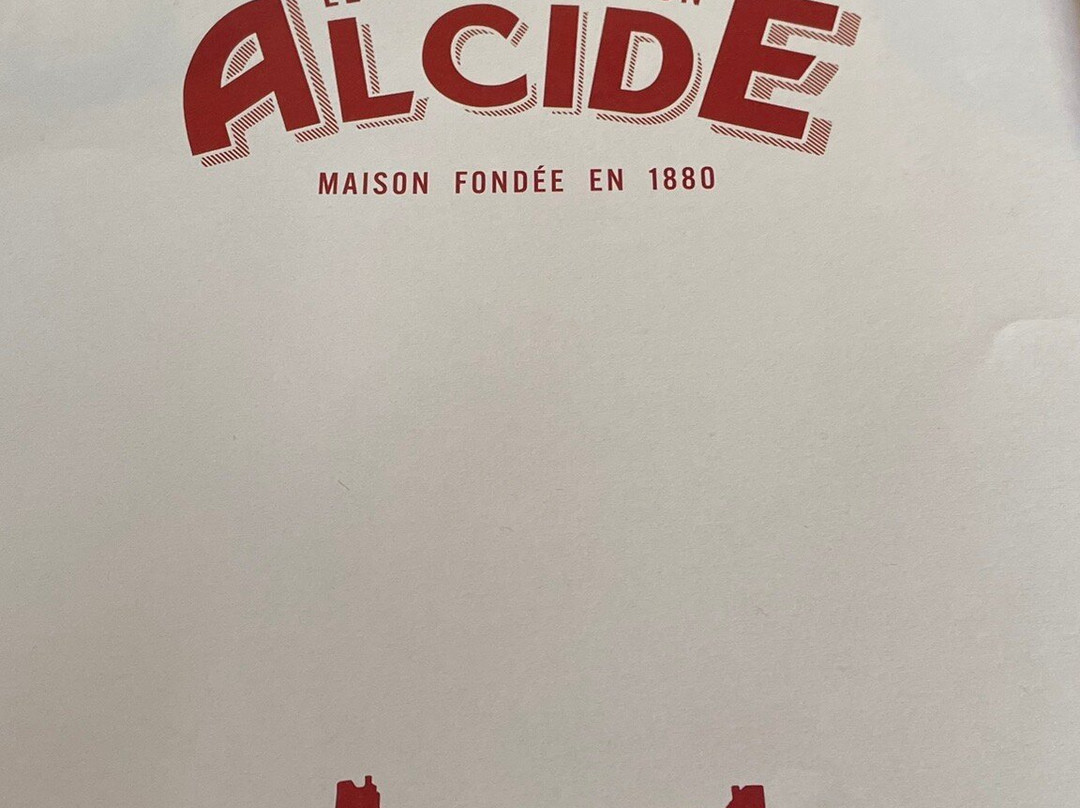 ALCIDE
MAISON FONDÉE EN 1880